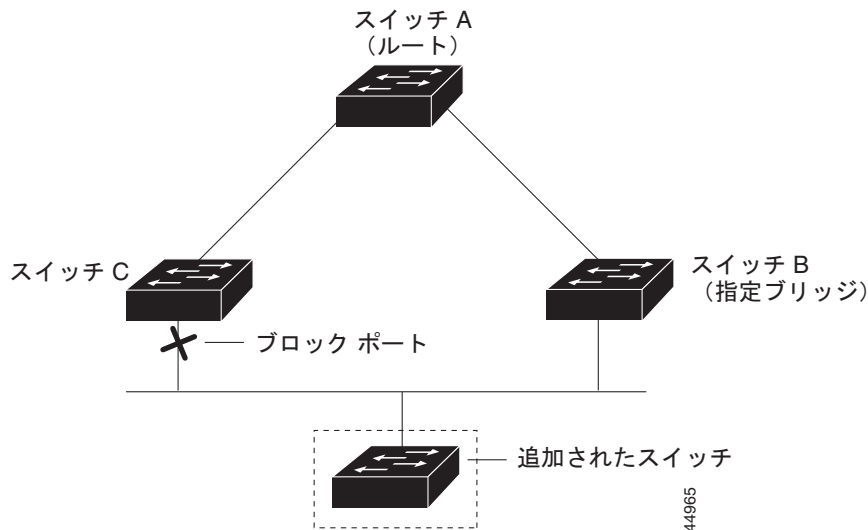 スイッチ A
（ルート）
スイッチ C
スイッチ B
（指定ブリッジ）
ブロック ポート
追加されたスイッチ
44965